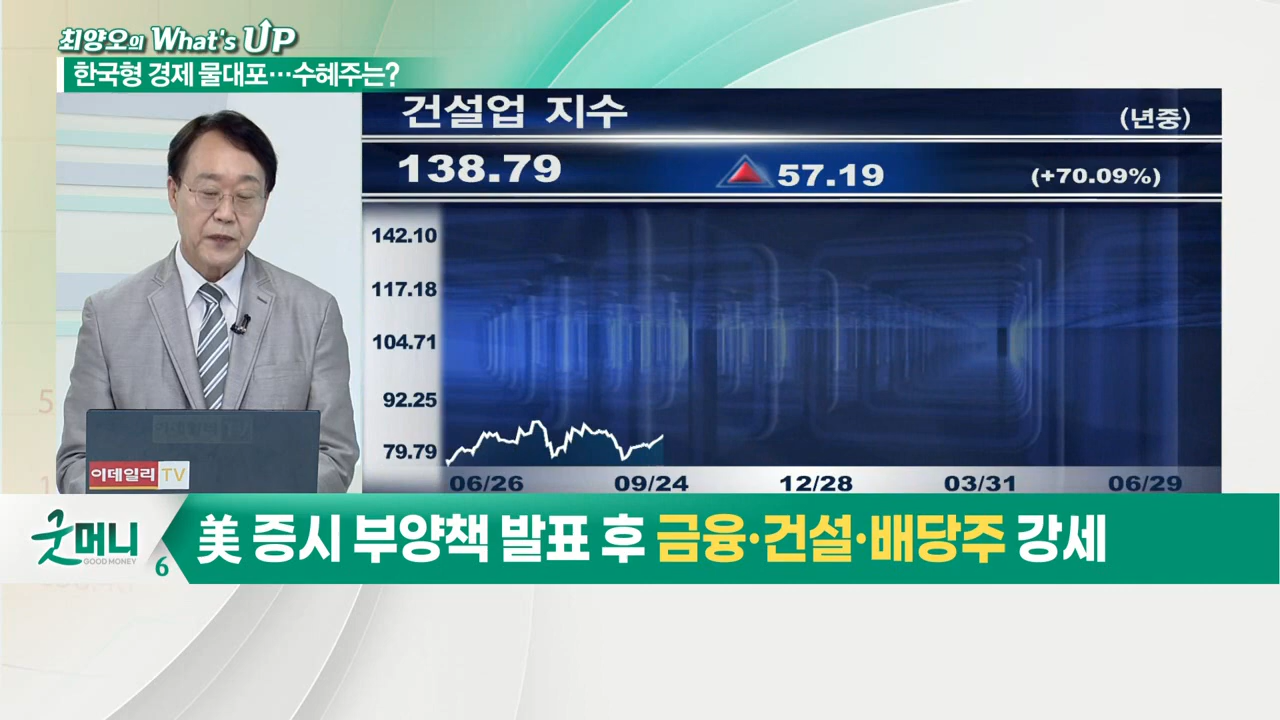 최양오의 What's UP
한국형 경제 물대포…수혜주는?
건설업 지수
(년중)
138.79
57.19
(+70.09%)
142.10
117.18
104.71
92.25
79.79
06/26
09/24
12/28
03/31
06/29
이데일리 TV
굿머니
GOOD MONEY
6
美 증시 부양책 발표 후 금융·건설·배당주 강세